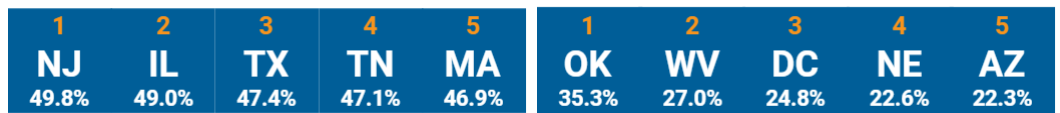 1 2 3 4 5
NJ IL TX TN MA
49.8% 49.0% 47.4% 47.1% 46.9%
1 2 3 4 5
OK WV DC NE AZ
35.3% 27.0% 24.8% 22.6% 22.3%